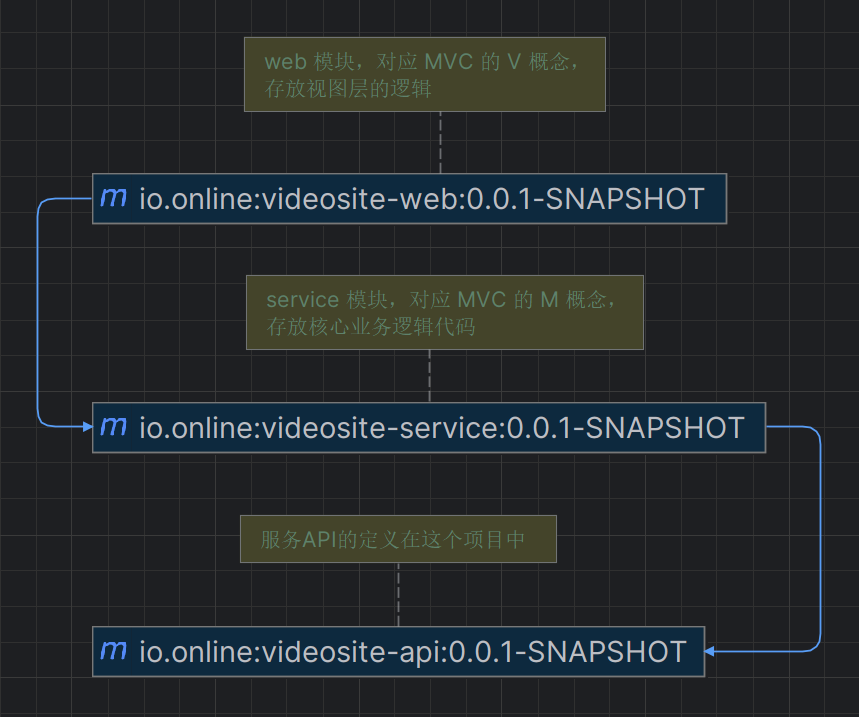 web 模块，对应 MVC 的 V 概念，
存放视图层的逻辑
m io.online:videosite-web:0.0.1-SNAPSHOT
service 模块，对应 MVC 的 M 概念，
存放核心业务逻辑代码
m io.online:videosite-service:0.0.1-SNAPSHOT
服务API的定义在这个项目中
m io.online:videosite-api:0.0.1-SNAPSHOT